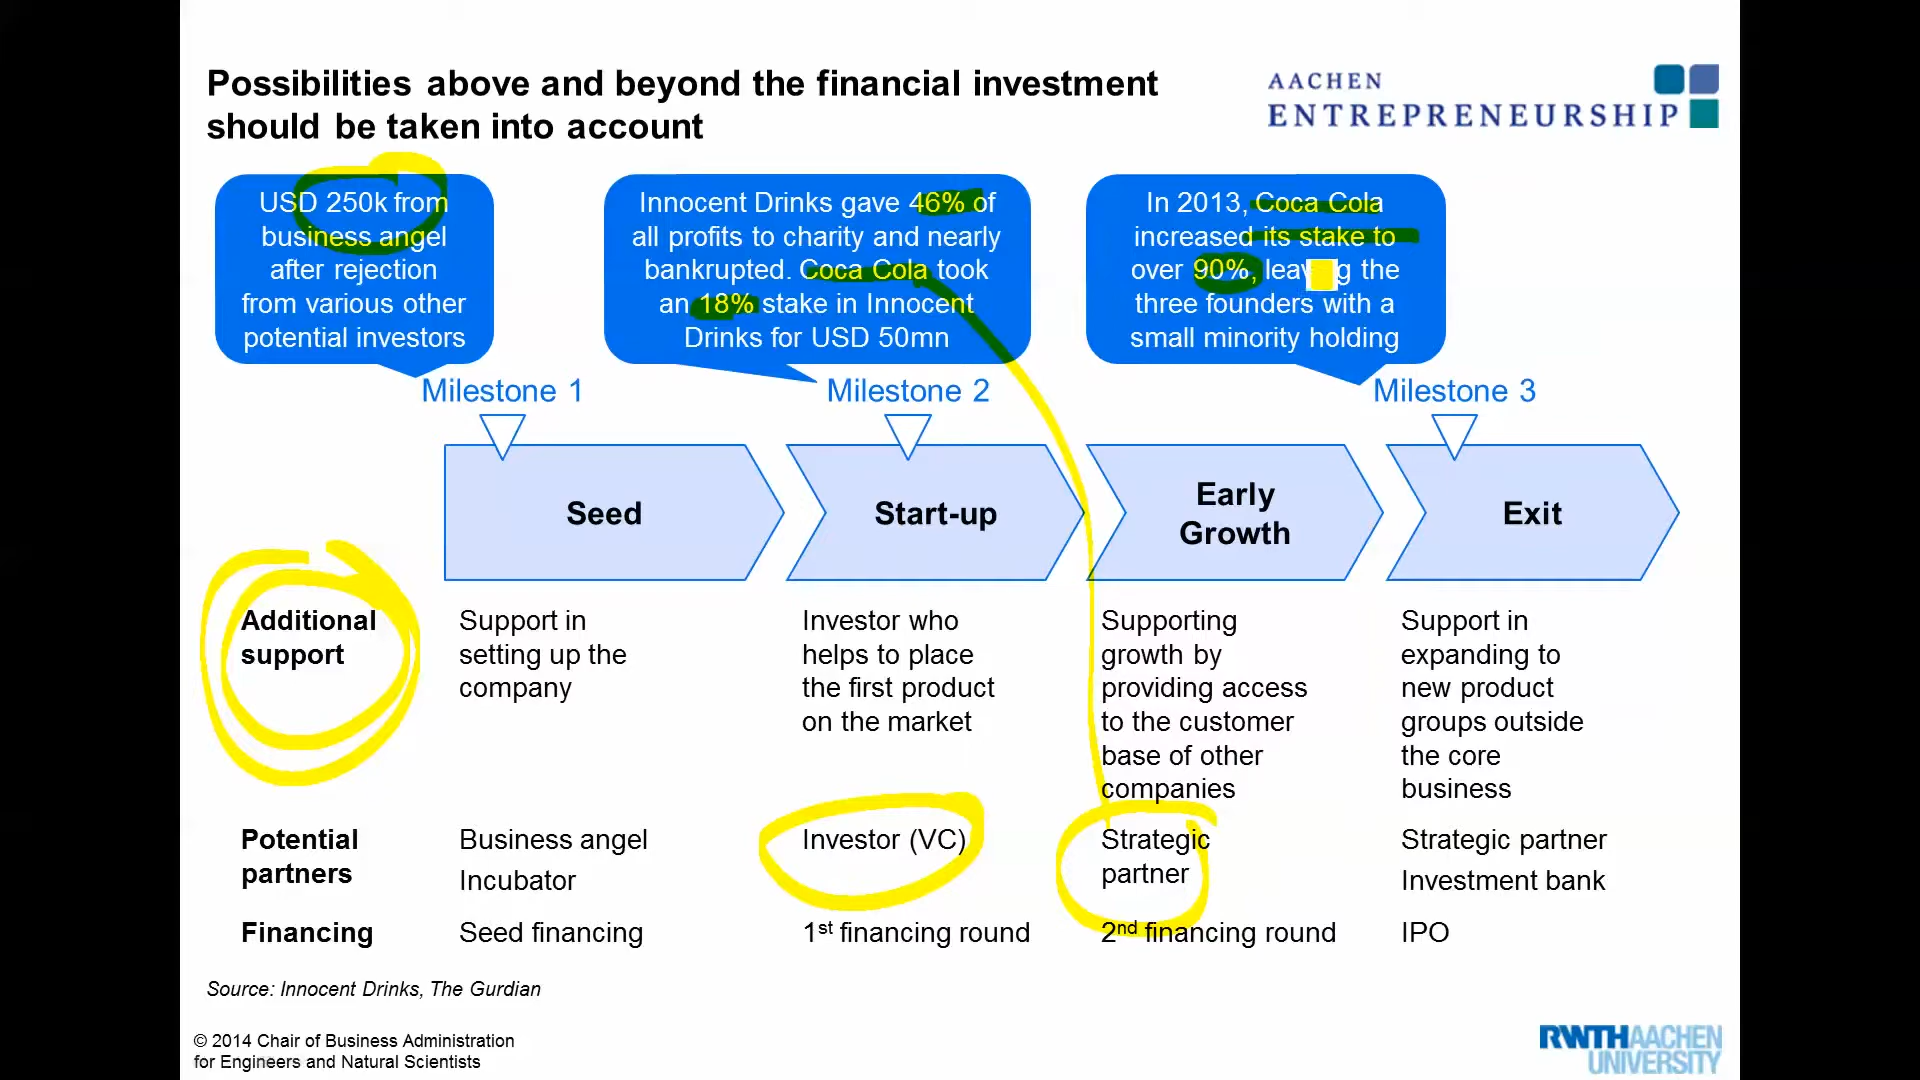 Possibilities above and beyond the financial investment
should be taken into account
AACHEN
ENTREPRENEURSHIP
USD 250k from
business angel
after rejection
from various other
potential investors
Innocent Drinks gave 46% of
all profits to charity and nearly
bankrupted. Coca Cola took
an 18% stake in Innocent
Drinks for USD 50mn
In 2013, Coca Cola
increased its stake to
over 90%, the
three founders with a
small minority holding
Milestone 1
Milestone 2
Milestone 3
Seed
Start-up
Early
Growth
Exit
Additional
support
Support in
setting up the
company
Investor who
helps to place
the first product
on the market
Supporting
growth by
providing access
to the customer
base of other
companies
Support in
expanding to
new product
groups outside
the core
business
Potential
partners
Business angel
Incubator
Investor (VC)
Strategic
partner
Strategic partner
Investment bank
Financing
Seed financing
1st financing round
2nd financing round
IPO
Source: Innocent Drinks, The Gurdian
© 2014 Chair of Business Administration
for Engineers and Natural Scientists
RWTHAACHEN
UNIVERSITY